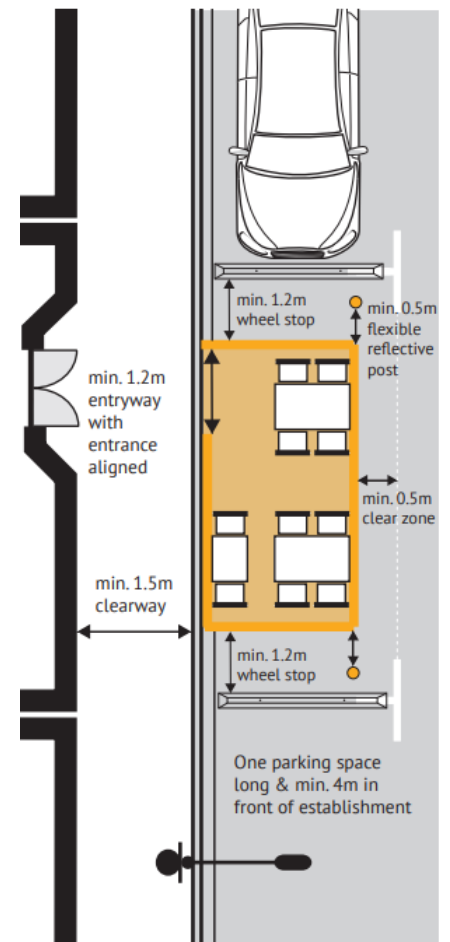 min. 1.2m
wheel stop
min. 0.5m
flexible
reflective
post
min. 1.2m
entryway
with
entrance
aligned
min. 0.5m
clear zone
min. 1.5m
clearway
min. 1.2m
wheel stop
One parking space
long & min. 4m in
front of establishment